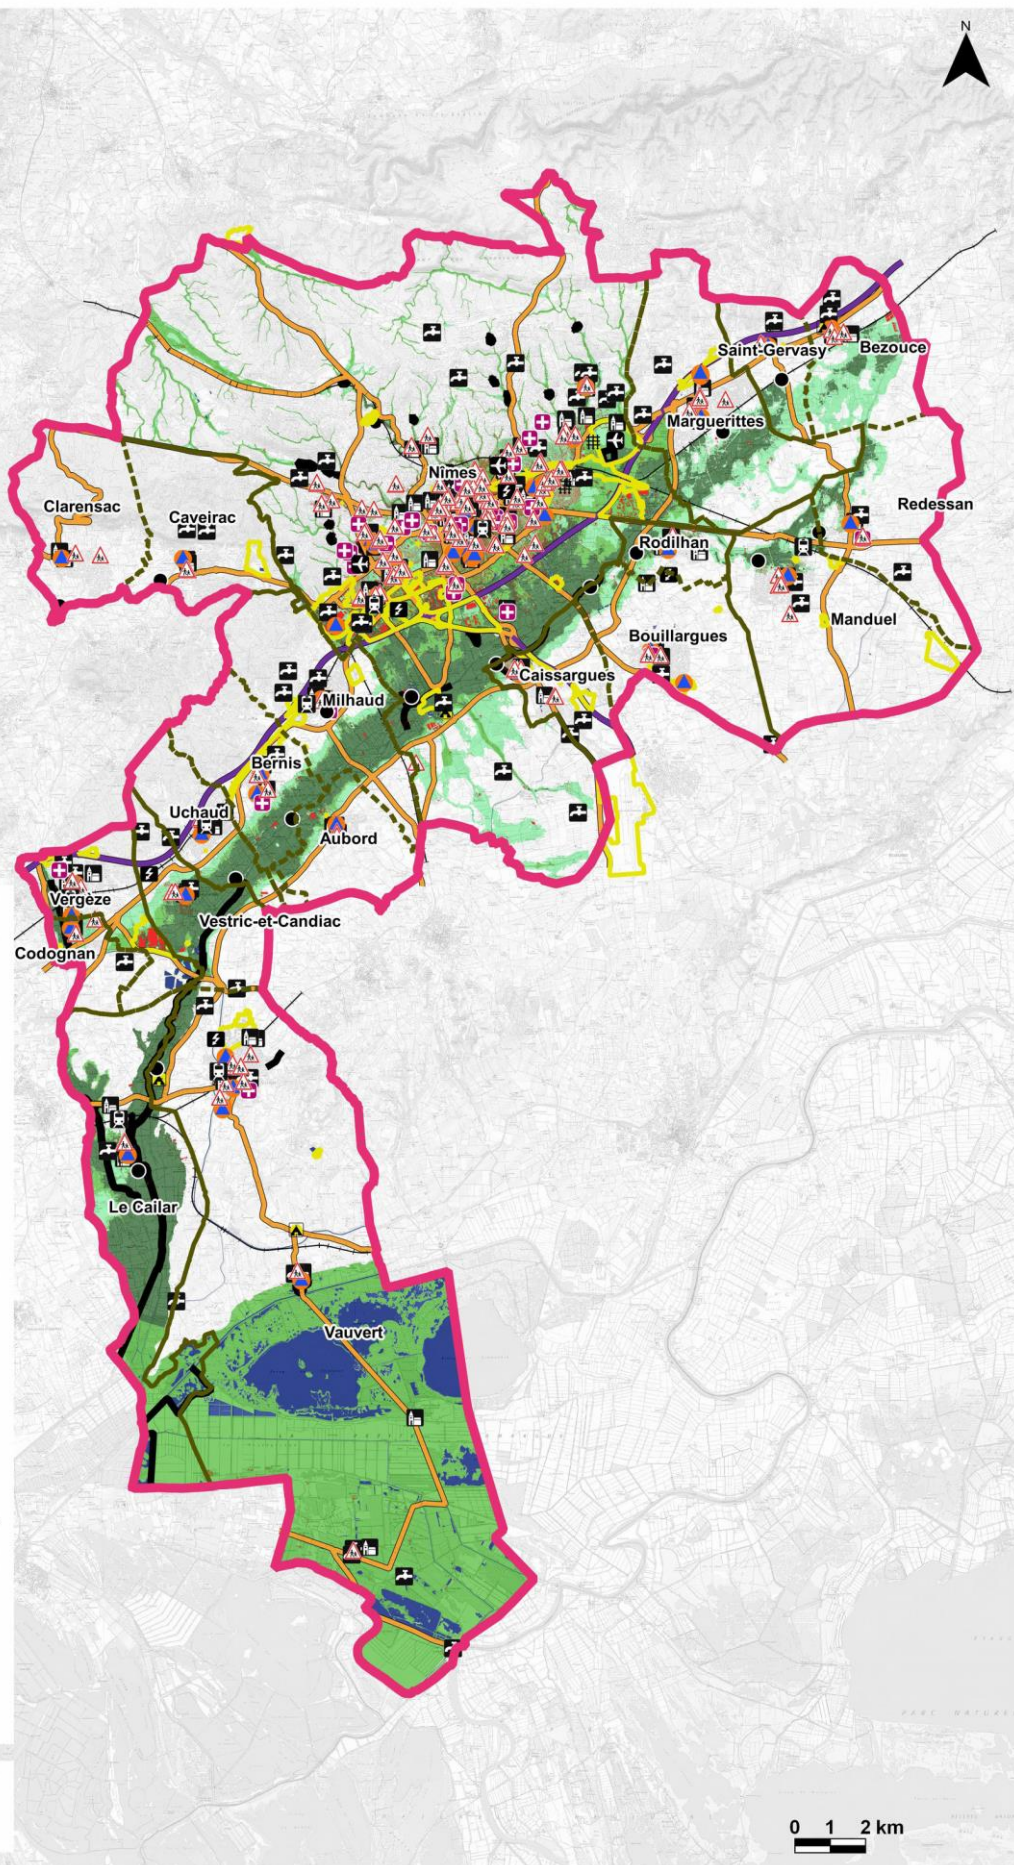 N
Saint-Gervasy
Bezouce
Marguerittes
Nîmes
Clarensac
Redessan
Caveirac
Rodilhan
Manduel
Bouillargues
Caissargues
Milhaud
Bernis
Uchaud
Aubord
Vergèze
Vestric-et-Candiac
Codognan
Le Cailar
Vauvert
0 1 2 km